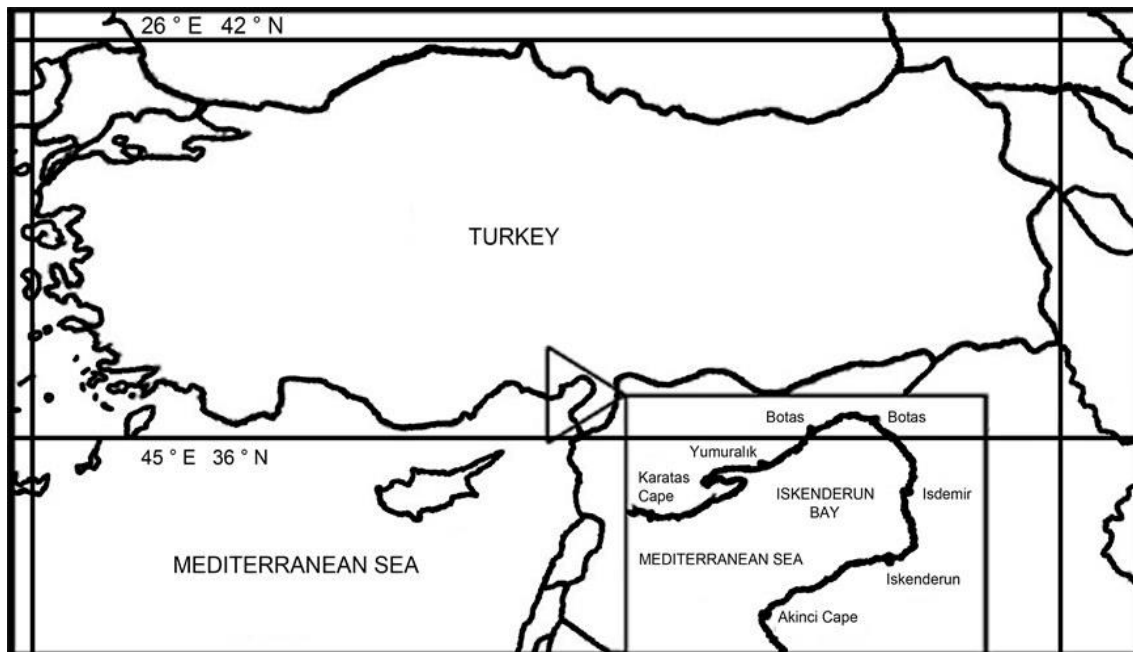 26 ° E 42 ° N
TURKEY
45 ° E 36 ° N
MEDITERRANEAN SEA
Botas
Botas
Yumuralık
Karatas
Cape
ISKENDERUN
BAY
Isdemir
MEDITERRANEAN SEA
Iskenderun
Akinci Cape